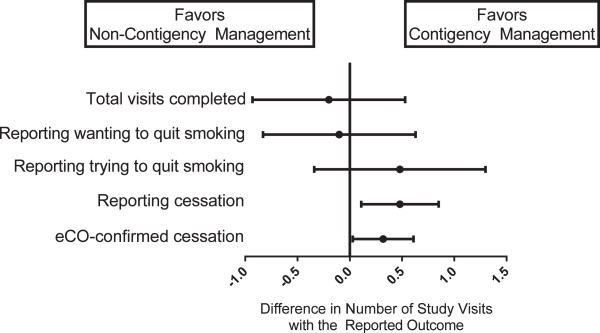 Favors
Non-Contigency Management
Favors
Contigency Management
Total visits completed
Reporting wanting to quit smoking
Reporting trying to quit smoking
Reporting cessation
eCO-confirmed cessation
-1.0 -0.5 0.0 0.5 1.0 1.5
Difference in Number of Study Visits
with the Reported Outcome